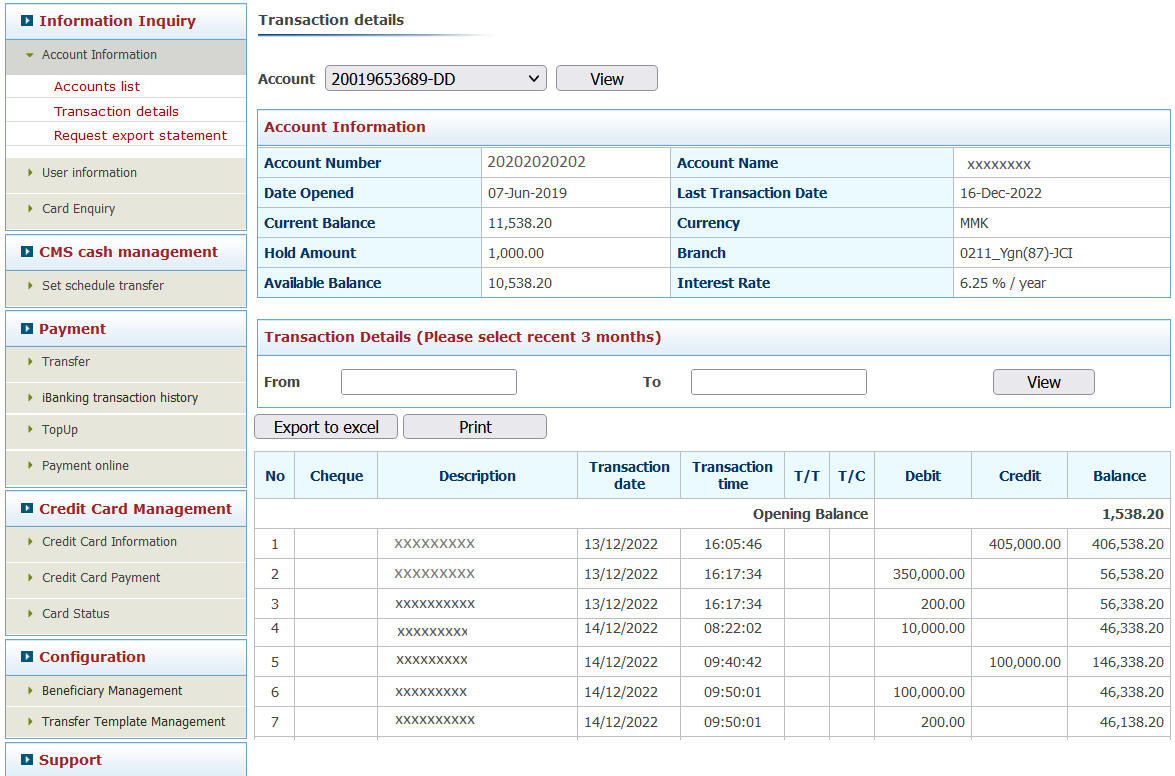 Information Inquiry
Account Information
Accounts list
Transaction details
Request export statement
User information
Card Enquiry
CMS cash management
Set schedule transfer
Payment
Transfer
iBanking transaction history
TopUp
Payment online
Credit Card Management
Credit Card Information
Credit Card Payment
Card Status
Configuration
Beneficiary Management
Transfer Template Management
Support
Transaction details
Account 20019653689-DD View
Account Information
Account Number 20202020202 Account Name xxxxxxxx
Date Opened 07-Jun-2019 Last Transaction Date 16-Dec-2022
Current Balance 11,538.20 Currency MMK
Hold Amount 1,000.00 Branch 0211_Ygn(87)-JCI
Available Balance 10,538.20 Interest Rate 6.25 % / year
Transaction Details (Please select recent 3 months)
From To View
Export to excel Print
No Cheque Description Transaction date Transaction time T/T T/C Debit Credit Balance
Opening Balance 1,538.20
1 XXXXXXXXX 13/12/2022 16:05:46 405,000.00 406,538.20
2 XXXXXXXXX 13/12/2022 16:17:34 350,000.00 56,538.20
3 xxxxxxxxxx 13/12/2022 16:17:34 200.00 56,338.20
4 xxxxxxxxx 14/12/2022 08:22:02 10,000.00 46,338.20
5 xxxxxxxxx 14/12/2022 09:40:42 100,000.00 146,338.20
6 xxxxxxxxx 14/12/2022 09:50:01 100,000.00 46,338.20
7 xxxxxxxxxx 14/12/2022 09:50:01 200.00 46,138.20